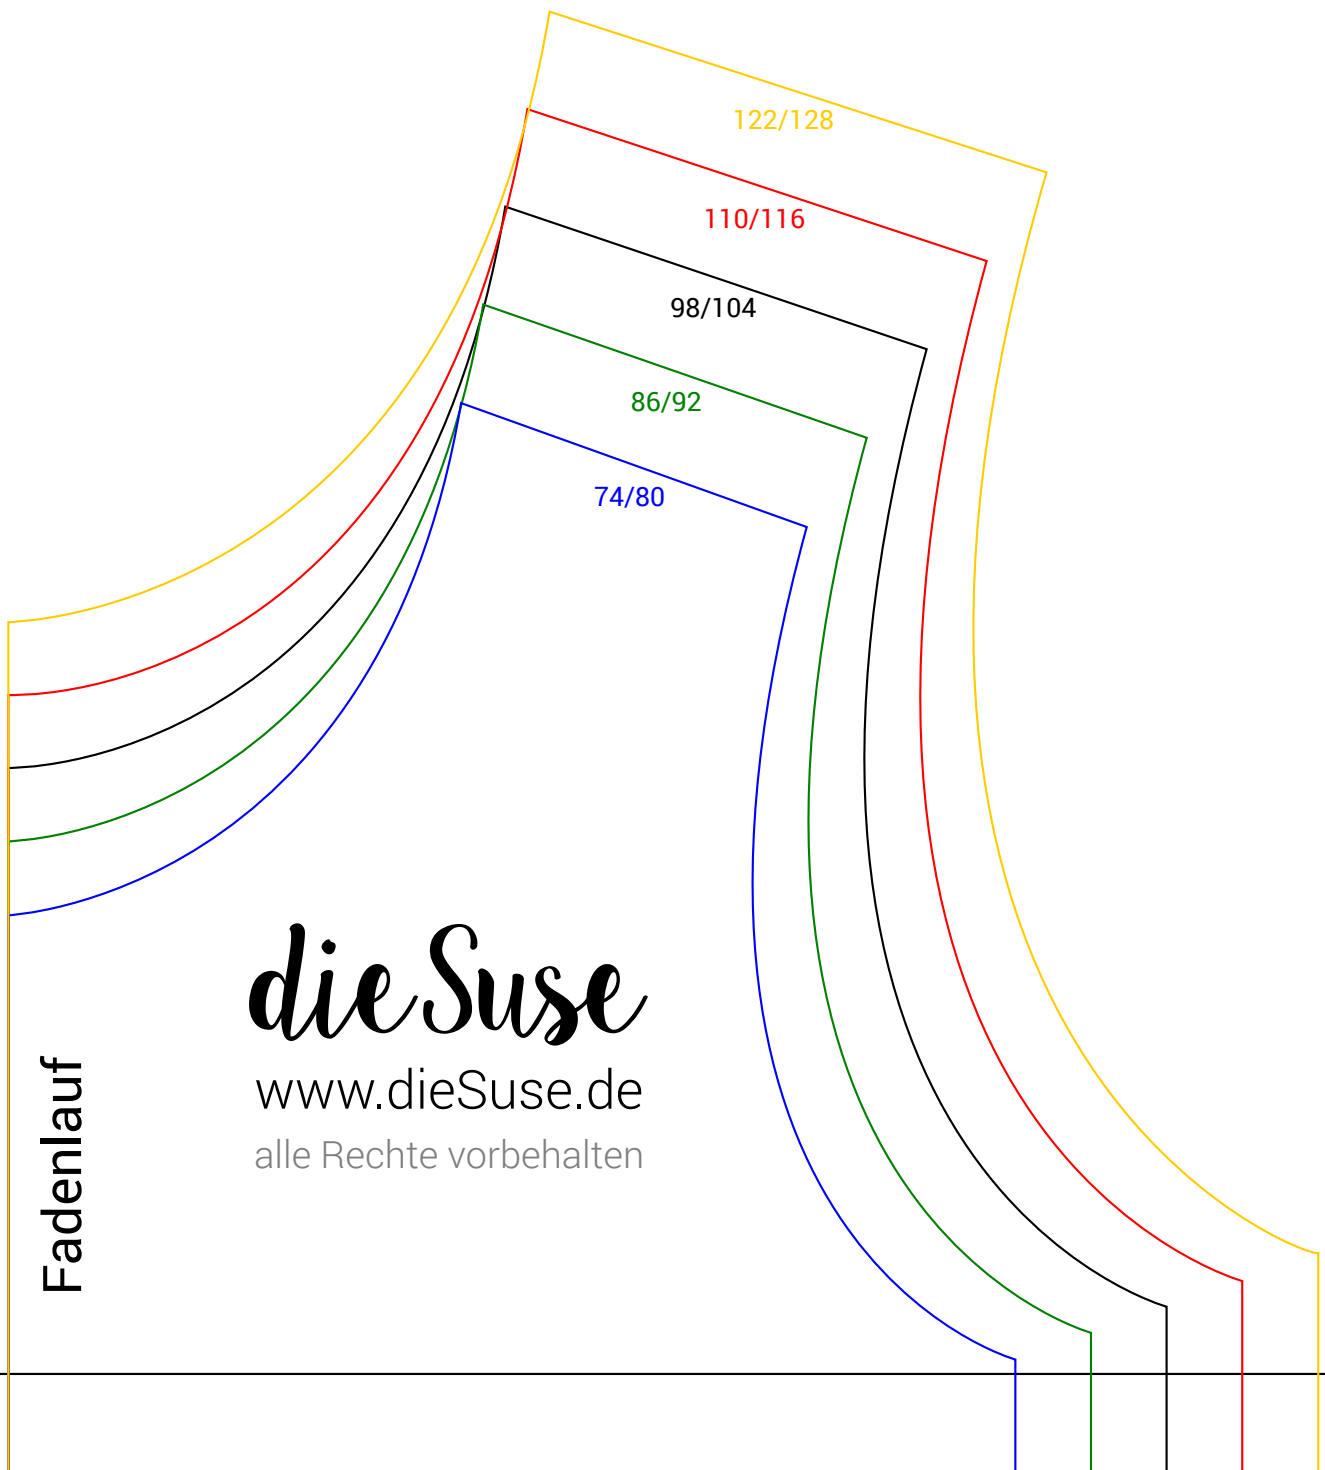 122/128
110/116
98/104
86/92
74/80
dieSuse
www.dieSuse.de
alle Rechte vorbehalten
Fadenlauf